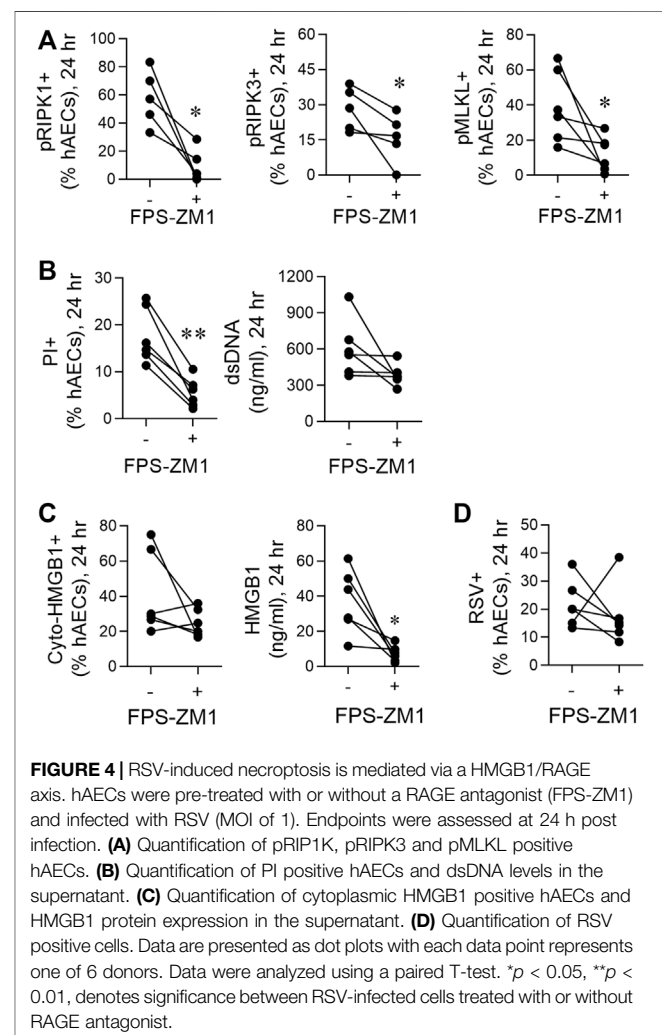 A
pRIPK1+
(% hAECs), 24 hr
100
80
60
40
20
0
*
- +
FPS-ZM1
pRIPK3+
(% hAECs), 24 hr
60
45
30
15
0
*
- +
FPS-ZM1
pMLKL+
(% hAECs), 24 hr
80
60
40
20
0
*
- +
FPS-ZM1
B
PI+
(% hAECs), 24 hr
30
20
10
0
**
- +
FPS-ZM1
dsDNA
(ng/ml), 24 hr
1200
900
600
300
0
- +
FPS-ZM1
C
Cyto-HMGB1+
(% hAECs), 24 hr
80
60
40
20
0
- +
FPS-ZM1
HMGB1
(ng/ml), 24 hr
80
60
40
20
0
*
- +
FPS-ZM1
D
RSV+
(% hAECs), 24 hr
50
40
30
20
10
0
- +
FPS-ZM1
FIGURE 4 | RSV-induced necroptosis is mediated via a HMGB1/RAGE
axis. hAECs were pre-treated with or without a RAGE antagonist (FPS-ZM1)
and infected with RSV (MOI of 1). Endpoints were assessed at 24 h post
infection. (A) Quantification of pRIP1K, pRIPK3 and pMLKL positive
hAECs. (B) Quantification of PI positive hAECs and dsDNA levels in the
supernatant. (C) Quantification of cytoplasmic HMGB1 positive hAECs and
HMGB1 protein expression in the supernatant. (D) Quantification of RSV
positive cells. Data are presented as dot plots with each data point represents
one of 6 donors. Data were analyzed using a paired T-test. *p < 0.05, **p <
0.01, denotes significance between RSV-infected cells treated with or without
RAGE antagonist.